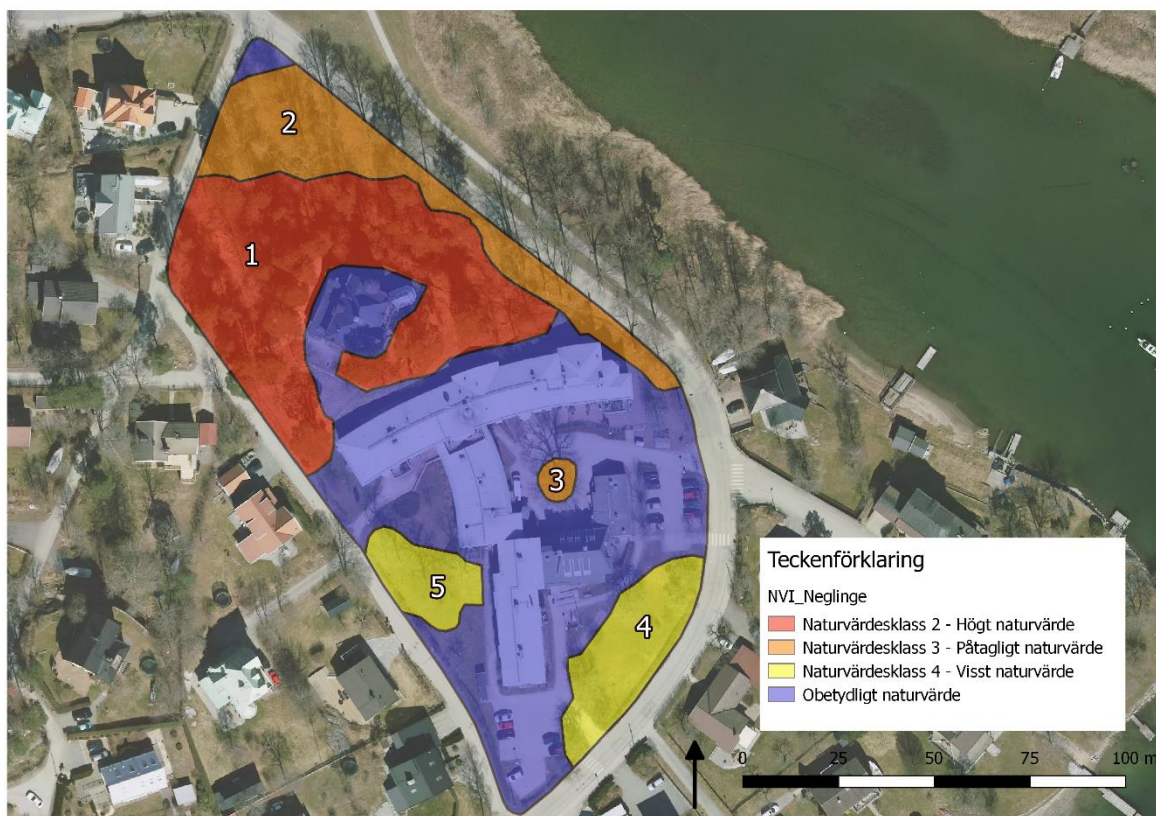 2
1
3
5
4
Teckenförklaring
NVI_Neglinge
Naturvärdesklass 2 - Högt naturvärde
Naturvärdesklass 3 - Påtagligt naturvärde
Naturvärdesklass 4 - Visst naturvärde
Obetydligt naturvärde
0 25 50 75 100 m